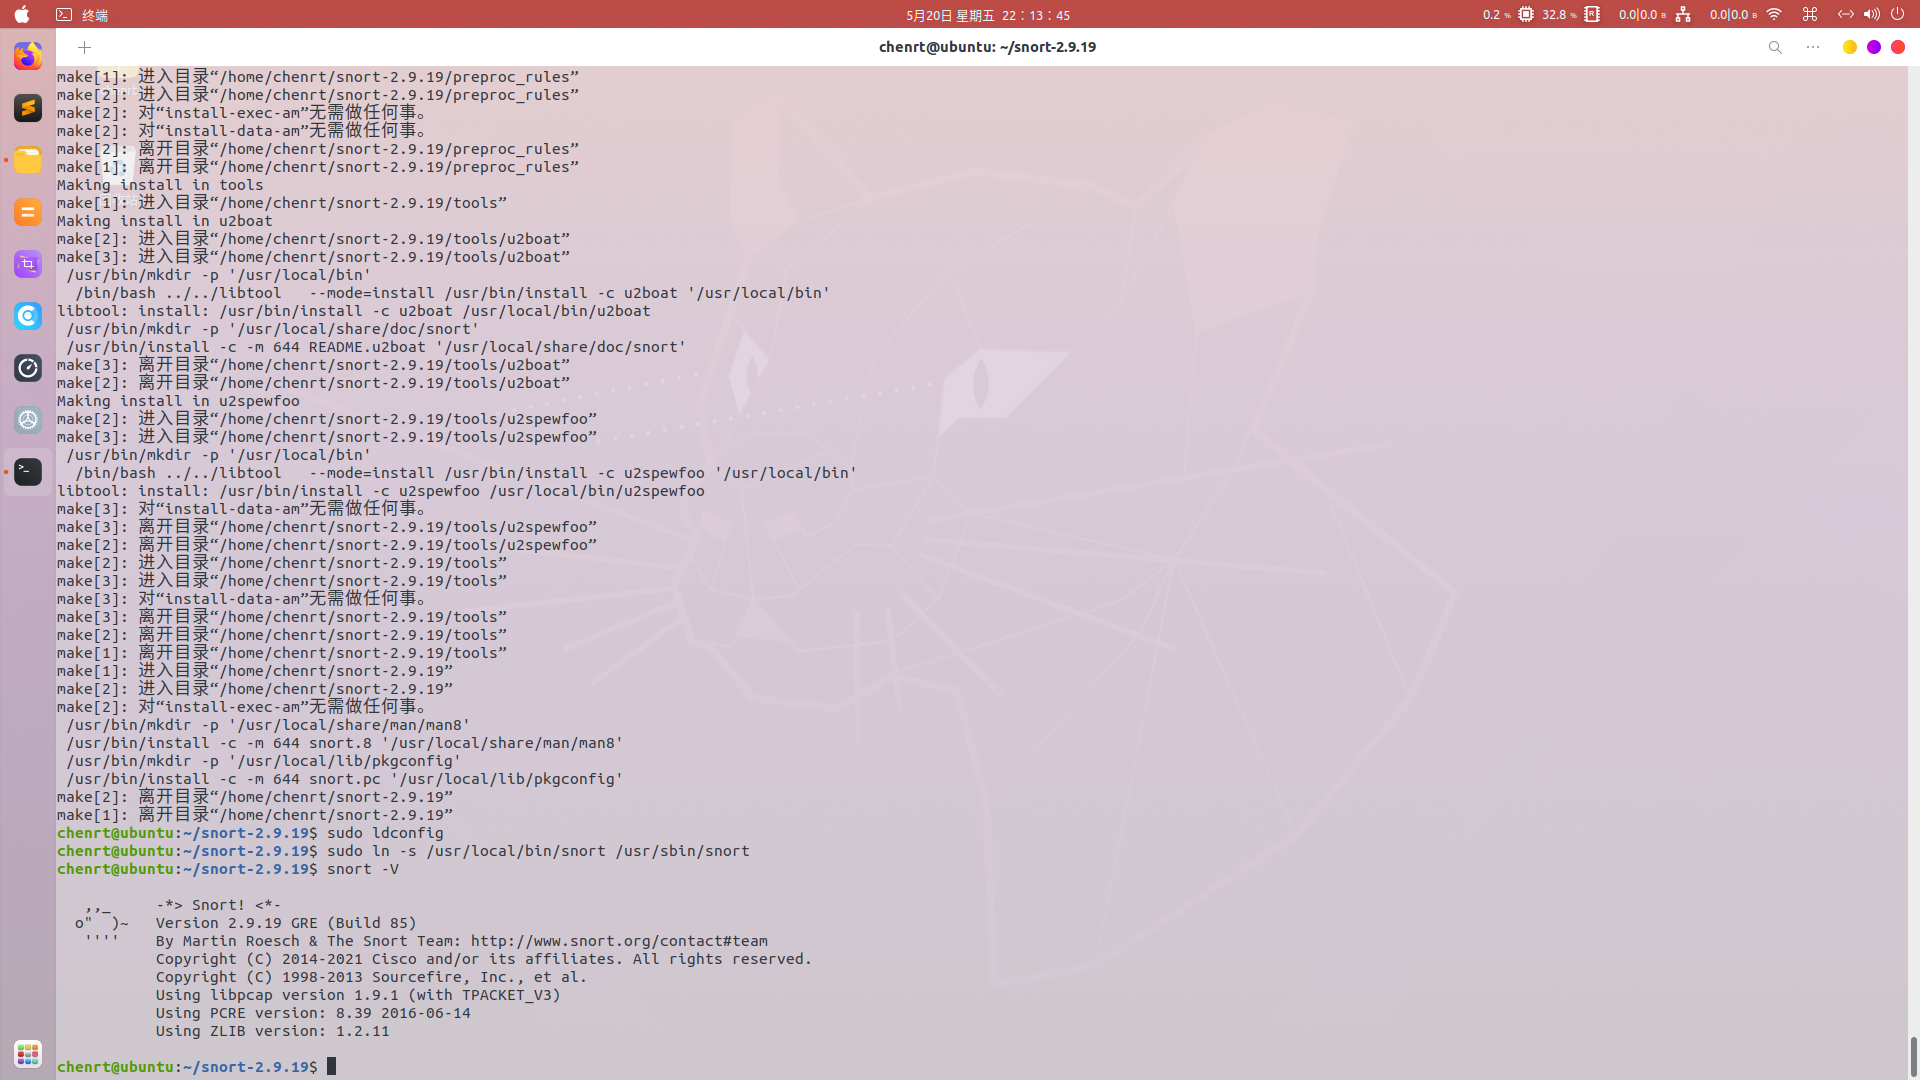 终端
5月20日 星期五 22：13：45
0.2 % 32.8 % 0.0|0.0 B 0.0|0.0 B
chenrt@ubuntu: ~/snort-2.9.19
make[1]: 进入目录“/home/chenrt/snort-2.9.19/preproc_rules”
make[2]: 进入目录“/home/chenrt/snort-2.9.19/preproc_rules”
make[2]: 对“install-exec-am”无需做任何事。
make[2]: 对“install-data-am”无需做任何事。
make[2]: 离开目录“/home/chenrt/snort-2.9.19/preproc_rules”
make[1]: 离开目录“/home/chenrt/snort-2.9.19/preproc_rules”
Making install in tools
make[1]: 进入目录“/home/chenrt/snort-2.9.19/tools”
Making install in u2boat
make[2]: 进入目录“/home/chenrt/snort-2.9.19/tools/u2boat”
make[3]: 进入目录“/home/chenrt/snort-2.9.19/tools/u2boat”
 /usr/bin/mkdir -p '/usr/local/bin'
  /bin/bash ../../libtool   --mode=install /usr/bin/install -c u2boat '/usr/local/bin'
libtool: install: /usr/bin/install -c u2boat /usr/local/bin/u2boat
 /usr/bin/mkdir -p '/usr/local/share/doc/snort'
 /usr/bin/install -c -m 644 README.u2boat '/usr/local/share/doc/snort'
make[3]: 离开目录“/home/chenrt/snort-2.9.19/tools/u2boat”
make[2]: 离开目录“/home/chenrt/snort-2.9.19/tools/u2boat”
Making install in u2spewfoo
make[2]: 进入目录“/home/chenrt/snort-2.9.19/tools/u2spewfoo”
make[3]: 进入目录“/home/chenrt/snort-2.9.19/tools/u2spewfoo”
 /usr/bin/mkdir -p '/usr/local/bin'
  /bin/bash ../../libtool   --mode=install /usr/bin/install -c u2spewfoo '/usr/local/bin'
libtool: install: /usr/bin/install -c u2spewfoo /usr/local/bin/u2spewfoo
make[3]: 对“install-data-am”无需做任何事。
make[3]: 离开目录“/home/chenrt/snort-2.9.19/tools/u2spewfoo”
make[2]: 离开目录“/home/chenrt/snort-2.9.19/tools/u2spewfoo”
make[2]: 进入目录“/home/chenrt/snort-2.9.19/tools”
make[3]: 进入目录“/home/chenrt/snort-2.9.19/tools”
make[3]: 对“install-data-am”无需做任何事。
make[3]: 离开目录“/home/chenrt/snort-2.9.19/tools”
make[2]: 离开目录“/home/chenrt/snort-2.9.19/tools”
make[1]: 离开目录“/home/chenrt/snort-2.9.19/tools”
make[1]: 进入目录“/home/chenrt/snort-2.9.19”
make[2]: 进入目录“/home/chenrt/snort-2.9.19”
make[2]: 对“install-exec-am”无需做任何事。
 /usr/bin/mkdir -p '/usr/local/share/man/man8'
 /usr/bin/install -c -m 644 snort.8 '/usr/local/share/man/man8'
 /usr/bin/mkdir -p '/usr/local/lib/pkgconfig'
 /usr/bin/install -c -m 644 snort.pc '/usr/local/lib/pkgconfig'
make[2]: 离开目录“/home/chenrt/snort-2.9.19”
make[1]: 离开目录“/home/chenrt/snort-2.9.19”
chenrt@ubuntu:~/snort-2.9.19$ sudo ldconfig
chenrt@ubuntu:~/snort-2.9.19$ sudo ln -s /usr/local/bin/snort /usr/sbin/snort
chenrt@ubuntu:~/snort-2.9.19$ snort -V
   ,,_     -*> Snort! <*-
  o"  )~   Version 2.9.19 GRE (Build 85)
   ''''    By Martin Roesch & The Snort Team: http://www.snort.org/contact#team
           Copyright (C) 2014-2021 Cisco and/or its affiliates. All rights reserved.
           Copyright (C) 1998-2013 Sourcefire, Inc., et al.
           Using libpcap version 1.9.1 (with TPACKET_V3)
           Using PCRE version: 8.39 2016-06-14
           Using ZLIB version: 1.2.11
chenrt@ubuntu:~/snort-2.9.19$